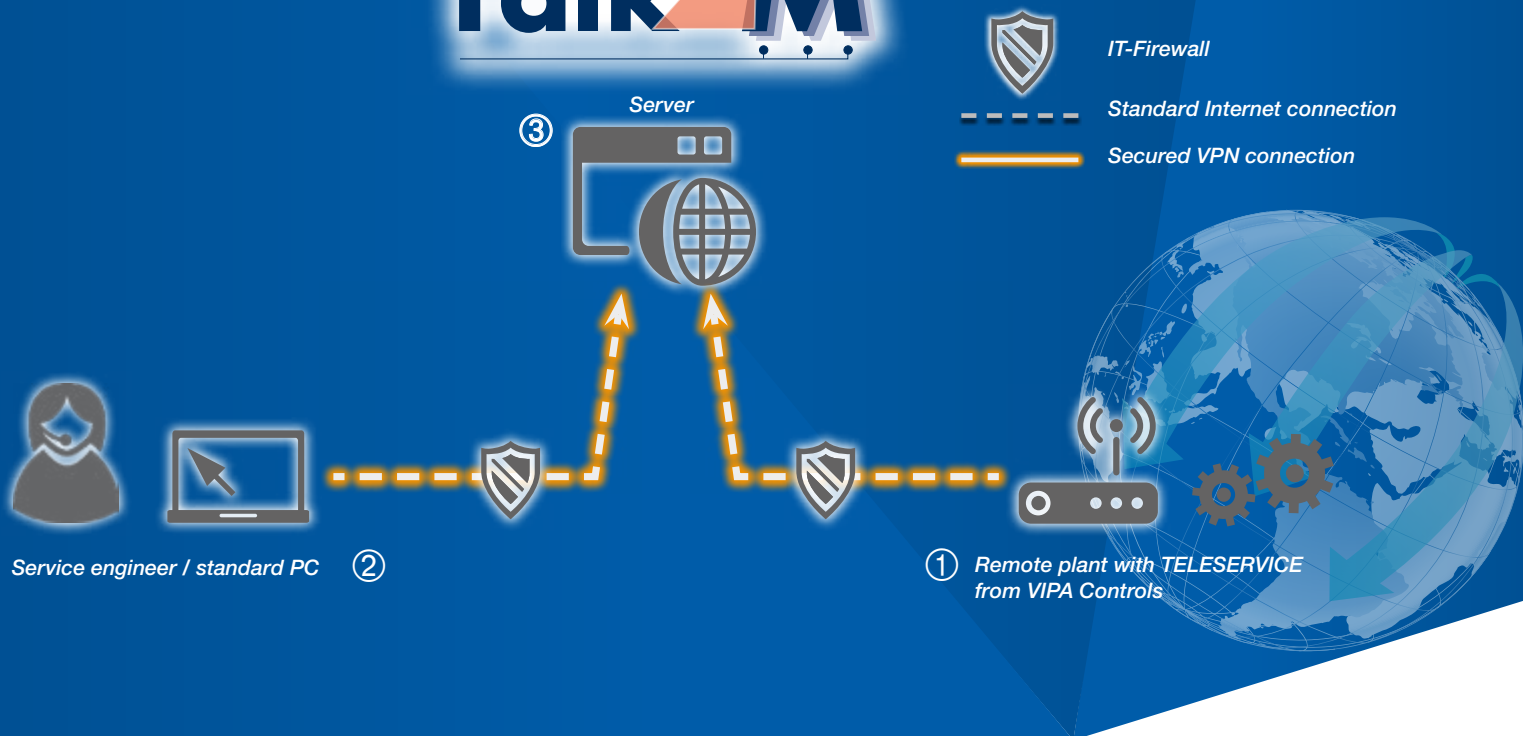 Talk2M
IT-Firewall
Standard Internet connection
Secured VPN connection
Server
③
Service engineer / standard PC ②
① Remote plant with TELESERVICE
from VIPA Controls